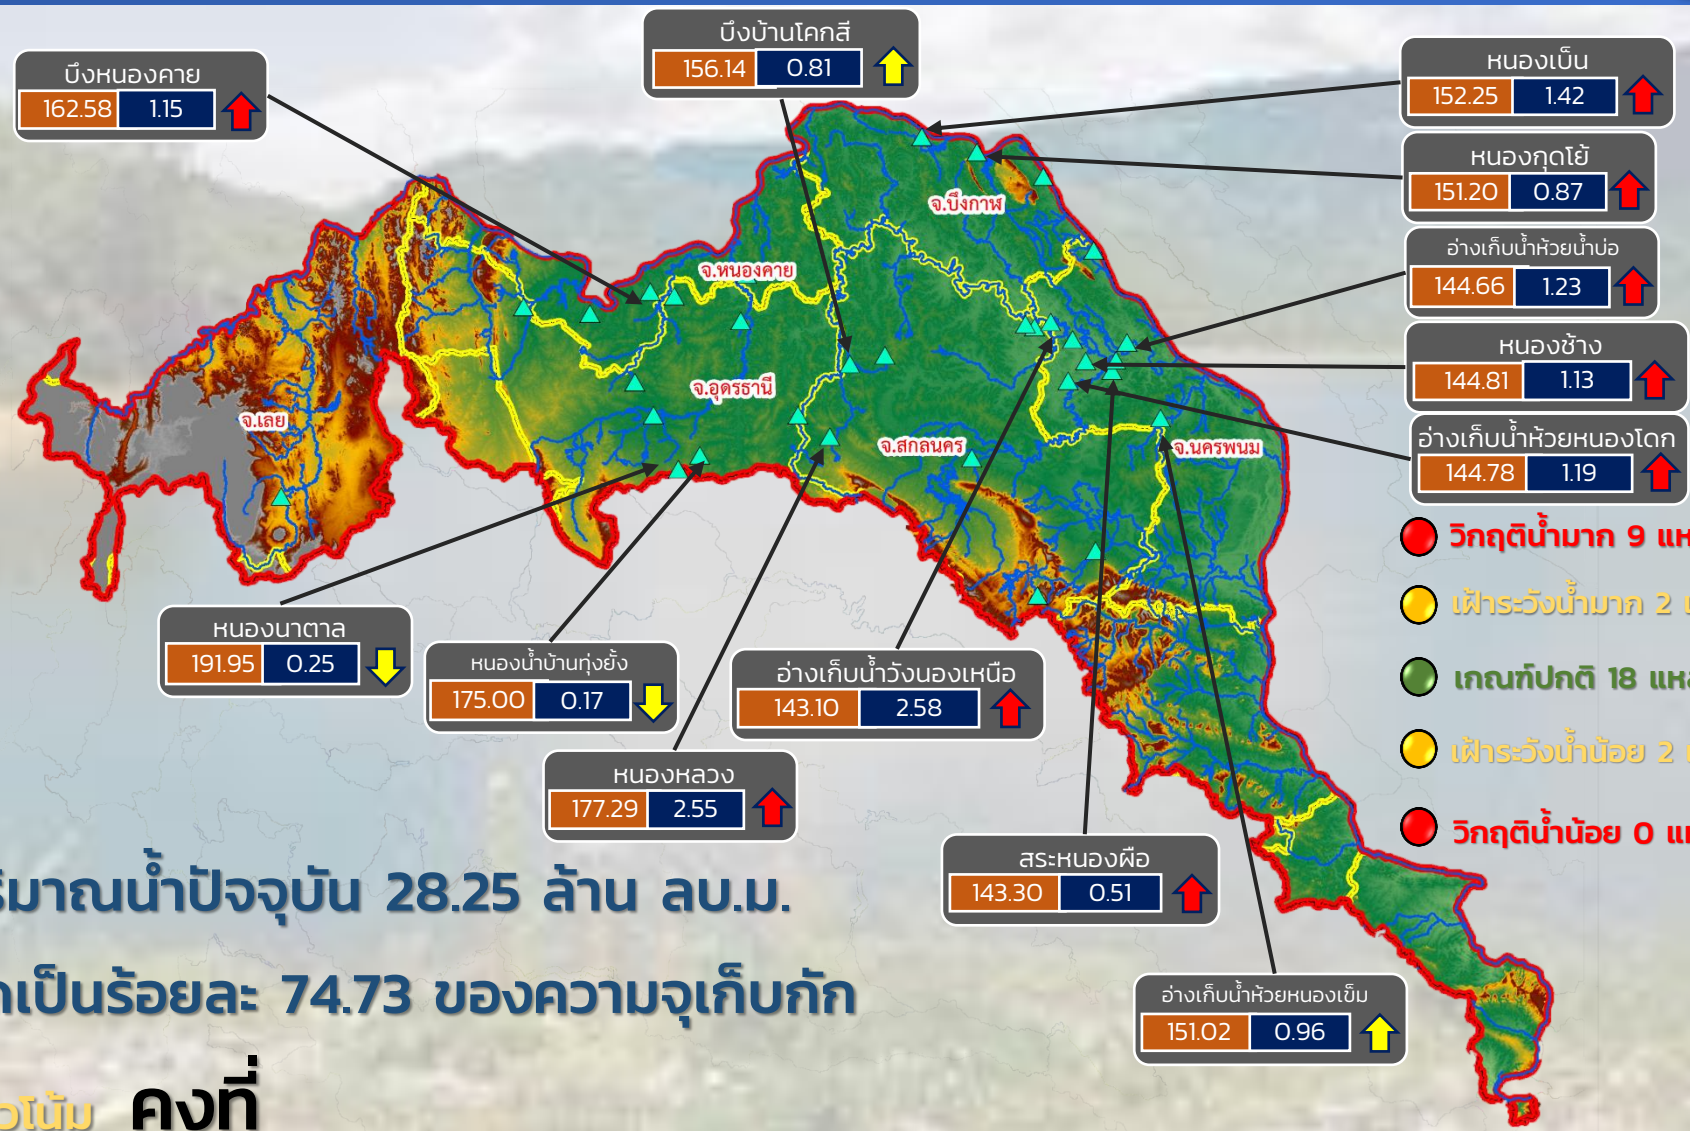 บึงบ้านโคกสี
156.14 0.81
บึงหนองคาย
162.58 1.15
หนองเบ็น
152.25 1.42
หนองกุดโย้
151.20 0.87
อ่างเก็บน้ำห้วยน้ำบ่อ
144.66 1.23
หนองช้าง
144.81 1.13
อ่างเก็บน้ำห้วยหนองโดก
144.78 1.19
จ.บึงกาฬ
จ.หนองคาย
จ.อุดรธานี
จ.เลย
จ.สกลนคร
จ.นครพนม
วิกฤติน้ำมาก 9
เฝ้าระวังน้ำมาก 2
เกณฑ์ปกติ 18
เฝ้าระวังน้ำน้อย 2
วิกฤติน้ำน้อย 0
หนองนาตาล
191.95 0.25
หนองน้ำบ้านทุ่งยั้ง
175.00 0.17
อ่างเก็บน้ำวังนองเหนือ
143.10 2.58
หนองหลวง
177.29 2.55
สระหนองผือ
143.30 0.51
อ่างเก็บน้ำห้วยหนองเข็ม
151.02 0.96
ริมาณน้ำปัจจุบัน 28.25 ล้าน ลบ.ม.
เป็นร้อยละ 74.73 ของความจุเก็บกัก
วโน้ม คงที่